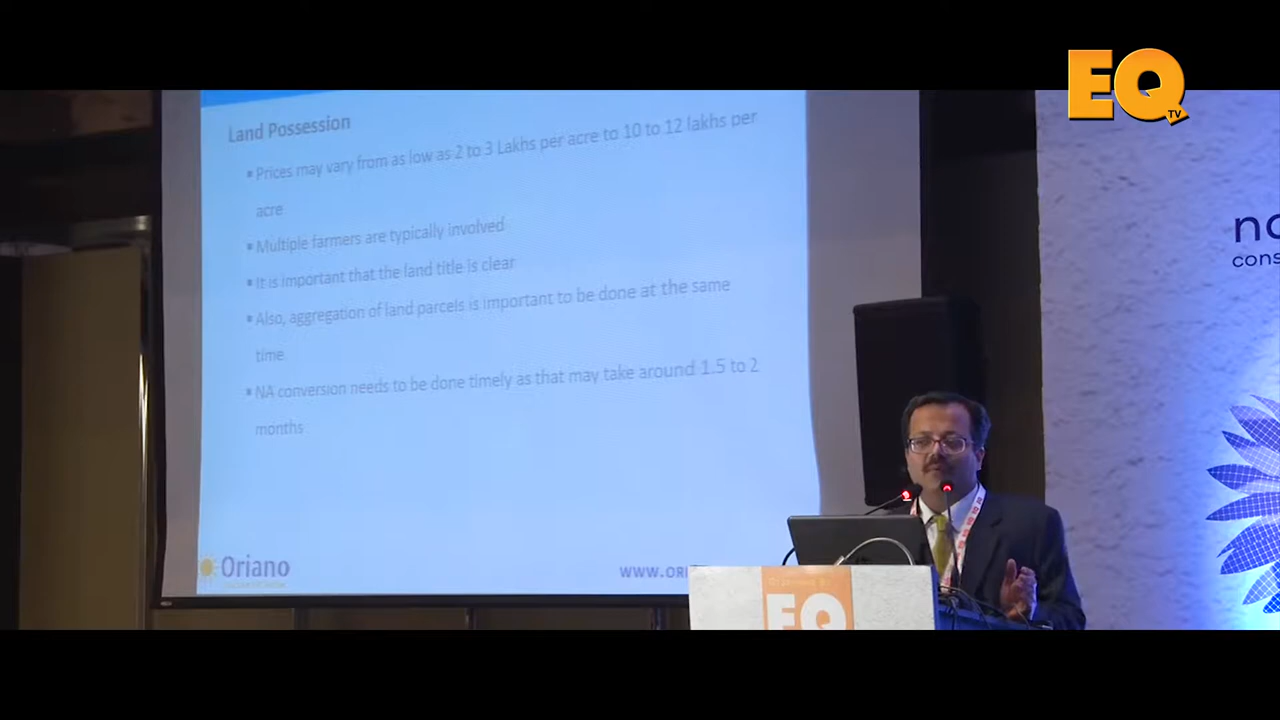 EQ
TV
Land Possession
▪ Prices may vary from as low as 2 to 3 Lakhs per acre to 10 to 12 lakhs per
acre
▪ Multiple farmers are typically involved
▪ It is important that the land title is clear
▪ Also, aggregation of land parcels is important to be done at the same
time
▪ NA conversion needs to be done timely as that may take around 1.5 to 2
months
Oriano
WWW.ORI
EQ